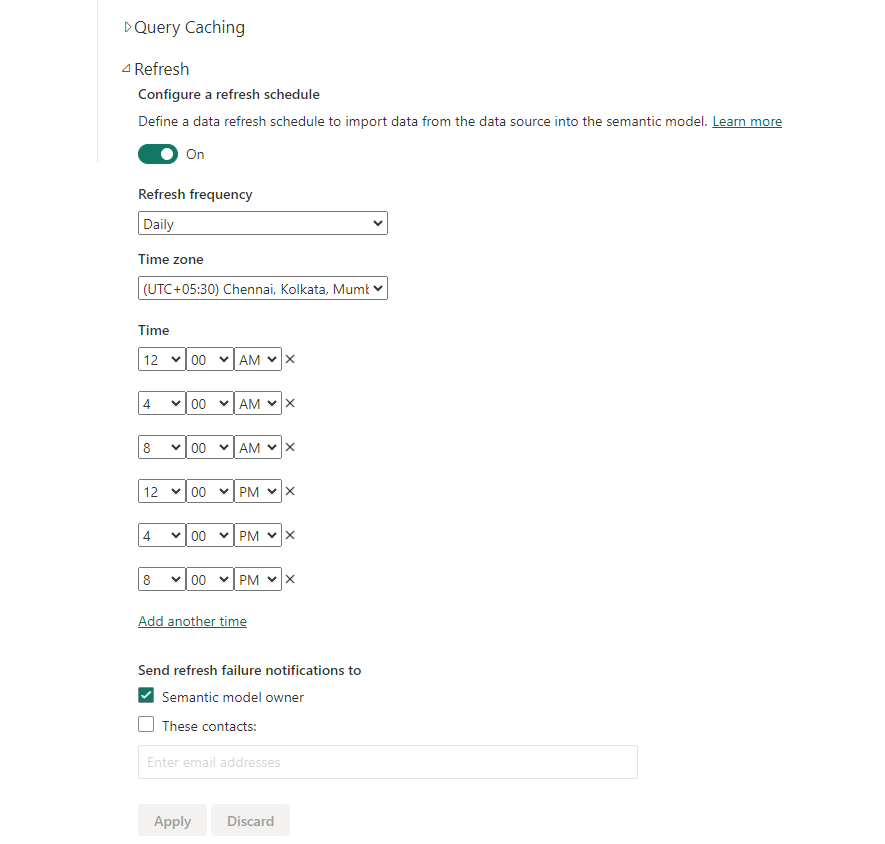 Query Caching
Refresh
Configure a refresh schedule
Define a data refresh schedule to import data from the data source into the semantic model. Learn more
On
Refresh frequency
Daily
Time zone
(UTC+05:30) Chennai, Kolkata, Mumb
Time
12 00 AM
4 00 AM
8 00 AM
12 00 PM
4 00 PM
8 00 PM
Add another time
Send refresh failure notifications to
Semantic model owner
These contacts:
Enter email addresses
Apply Discard